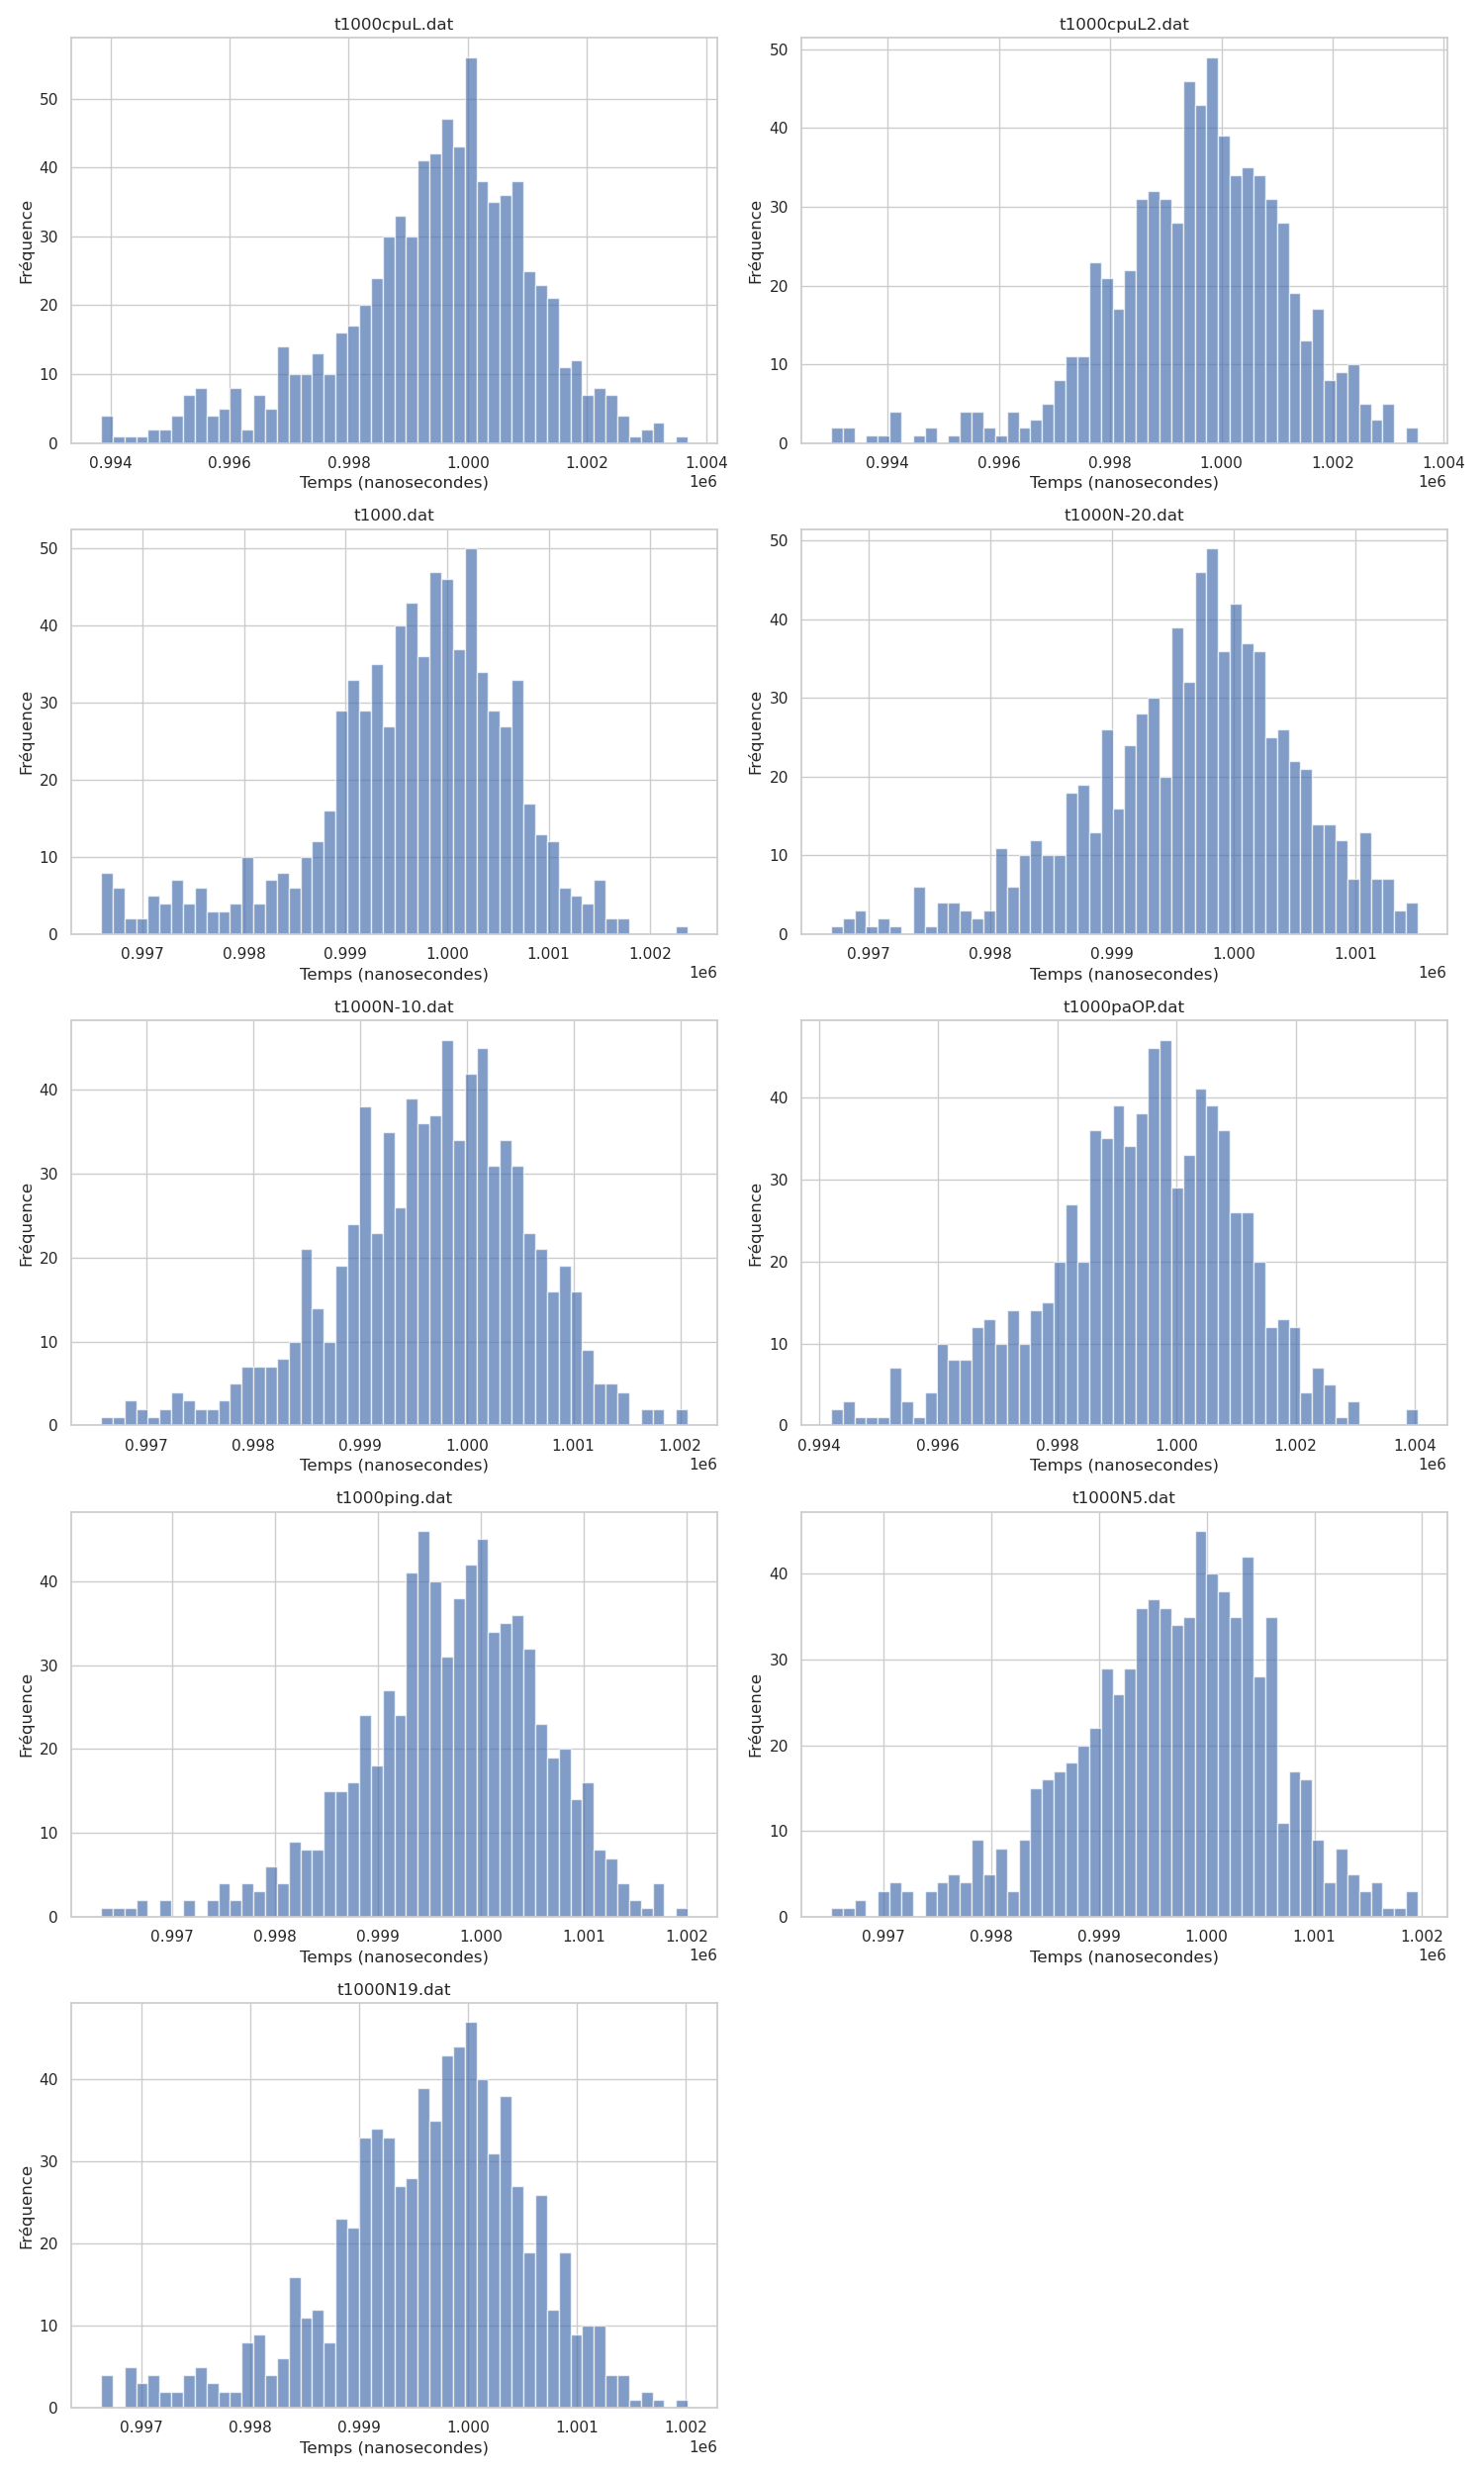 t1000cpuL.dat
Fréquence
50
40
30
20
10
0
0.994 0.996 0.998 1.000 1.002 1.004
Temps (nanosecondes)
1e6
t1000cpuL2.dat
Fréquence
50
40
30
20
10
0
0.994 0.996 0.998 1.000 1.002 1.004
Temps (nanosecondes)
1e6
t1000.dat
Fréquence
50
40
30
20
10
0
0.997 0.998 0.999 1.000 1.001 1.002
Temps (nanosecondes)
1e6
t1000N-20.dat
Fréquence
50
40
30
20
10
0
0.997 0.998 0.999 1.000 1.001
Temps (nanosecondes)
1e6
t1000N-10.dat
Fréquence
40
30
20
10
0
0.997 0.998 0.999 1.000 1.001 1.002
Temps (nanosecondes)
1e6
t1000paOP.dat
Fréquence
40
30
20
10
0
0.994 0.996 0.998 1.000 1.002 1.004
Temps (nanosecondes)
1e6
t1000ping.dat
Fréquence
40
30
20
10
0
0.997 0.998 0.999 1.000 1.001 1.002
Temps (nanosecondes)
1e6
t1000N5.dat
Fréquence
40
30
20
10
0
0.997 0.998 0.999 1.000 1.001 1.002
Temps (nanosecondes)
1e6
t1000N19.dat
Fréquence
40
30
20
10
0
0.997 0.998 0.999 1.000 1.001 1.002
Temps (nanosecondes)
1e6